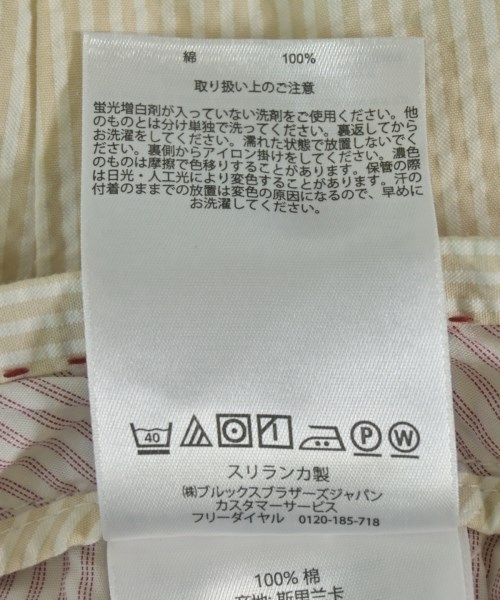 綿 100%
取り扱い上のご注意
蛍光増白剤が入っていない洗剤をご使用ください。他
のものとは分け単独で洗ってください。裏返してから
お洗濯をしてください。濡れた状態で放置しないでく
ださい。裏側からアイロン掛けをしてください。濃色
のものは摩擦で色移りすることがあります。保管の際
は日光・人工光により変色することがあります。汗の
付着のままでの放置は変色の原因になるので、早めに
お洗濯してください。
40 P W
スリランカ製
㈱ブルックスブラザーズジャパン
カスタマーサービス
フリーダイヤル 0120-185-718
100% 棉
产地: 斯里兰卡